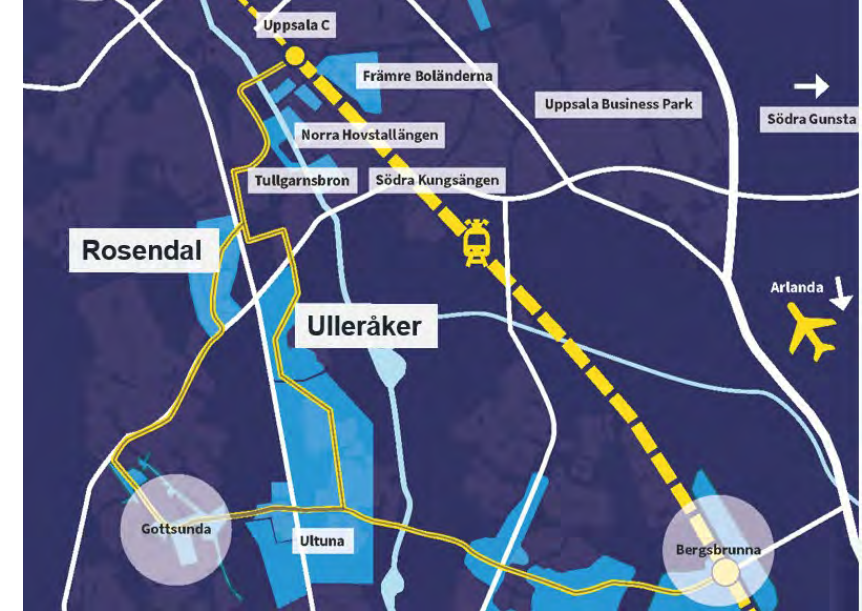 Uppsala C
Främre Boländerna
Uppsala Business Park
Södra Gunsta
Norra Hovstallängen
Tullgarnsbron
Södra Kungsängen
Rosendal
Arlanda
Ulleråker
Gottsunda
Ultuna
Bergsbrunna